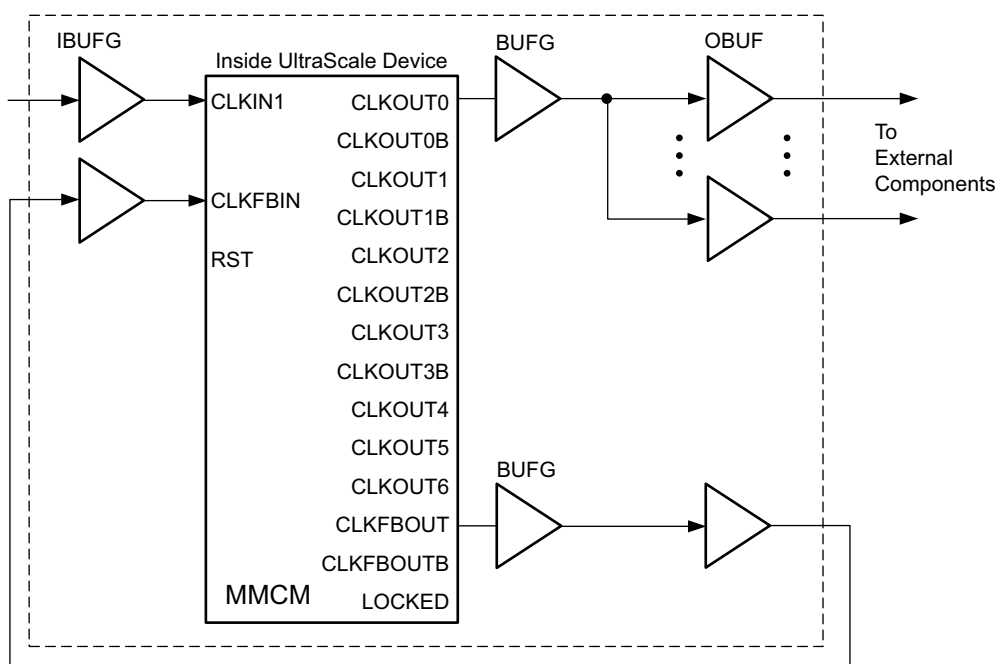 IBUFG
BUFG
OBUF
Inside UltraScale Device
CLKIN1
CLKFBIN
RST
CLKOUT0
CLKOUT0B
CLKOUT1
CLKOUT1B
CLKOUT2
CLKOUT2B
CLKOUT3
CLKOUT3B
CLKOUT4
CLKOUT5
CLKOUT6
CLKFBOUT
CLKFBOUTB
LOCKED
MMCM
BUFG
To
External
Components